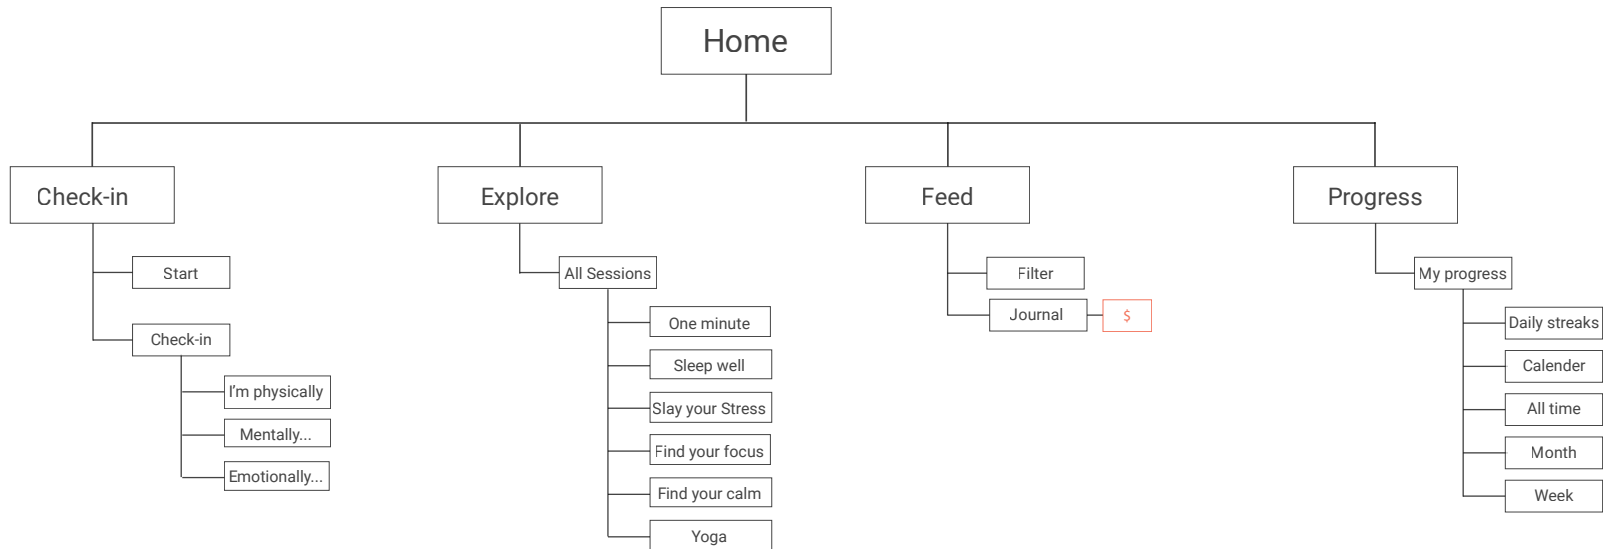 Home
Check-in
Explore
Feed
Progress
Start
Check-in
I'm physically
Mentally...
Emotionally...
All Sessions
One minute
Sleep well
Slay your Stress
Find your focus
Find your calm
Yoga
Filter
Journal
$
My progress
Daily streaks
Calender
All time
Month
Week